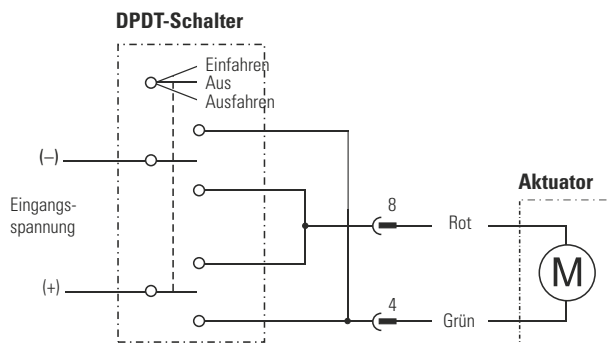 DPDT-Schalter
Einfahren
Aus
Ausfahren
(–)
Eingangs-
spannung
(+)
8
Rot
4
Grün
Aktuator
M